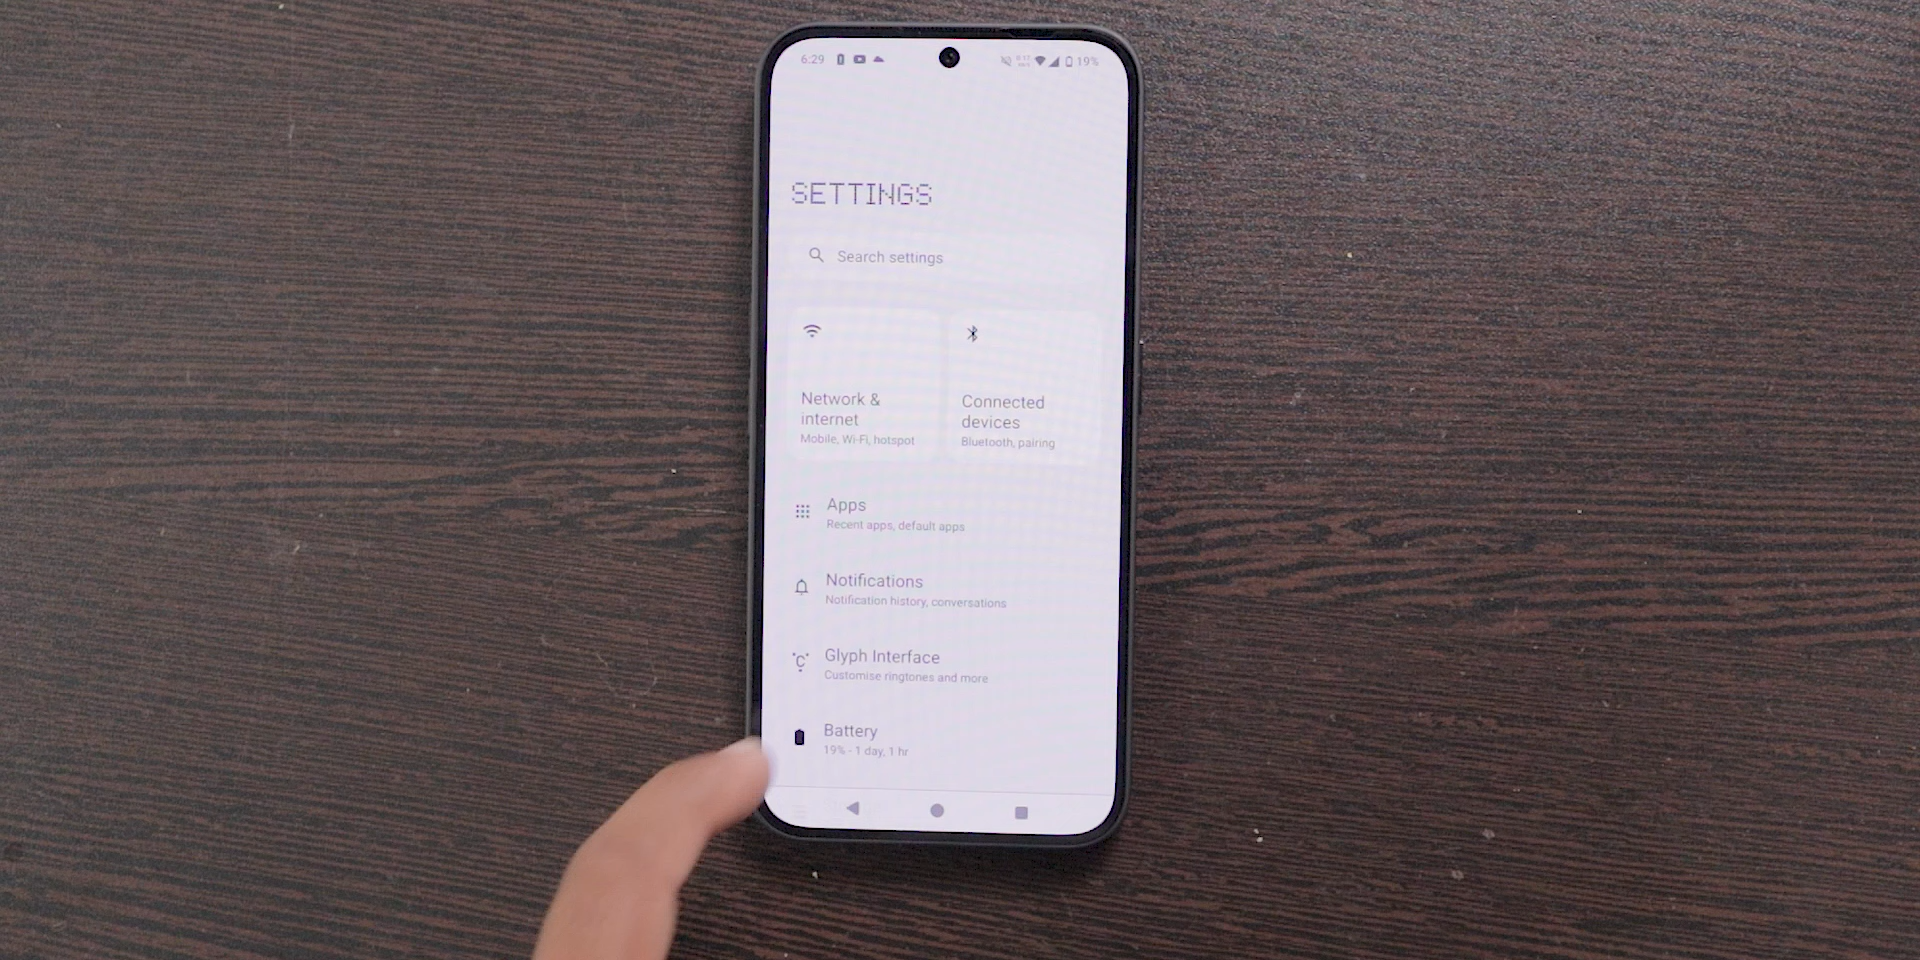 6:29 19%
SETTINGS
Search settings
Network &
internet
Mobile, Wi-Fi, hotspot
Connected
devices
Bluetooth, pairing
Apps
Recent apps, default apps
Notifications
Notification history, conversations
Glyph Interface
Customise ringtones and more
Battery
19% - 1 day, 1 hr